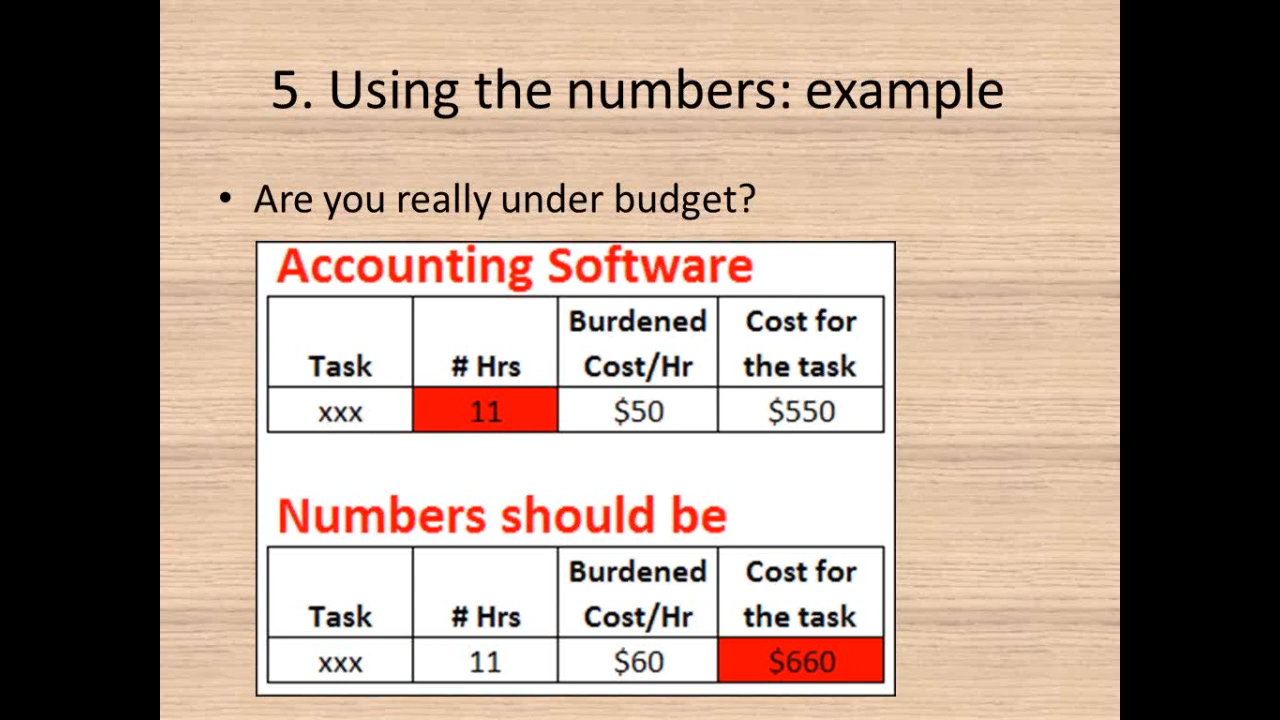 5. Using the numbers: example
• Are you really under budget?
Accounting Software
Task # Hrs Burdened Cost/Hr Cost for the task
xxx 11 $50 $550
Numbers should be
Task # Hrs Burdened Cost/Hr Cost for the task
xxx 11 $60 $660